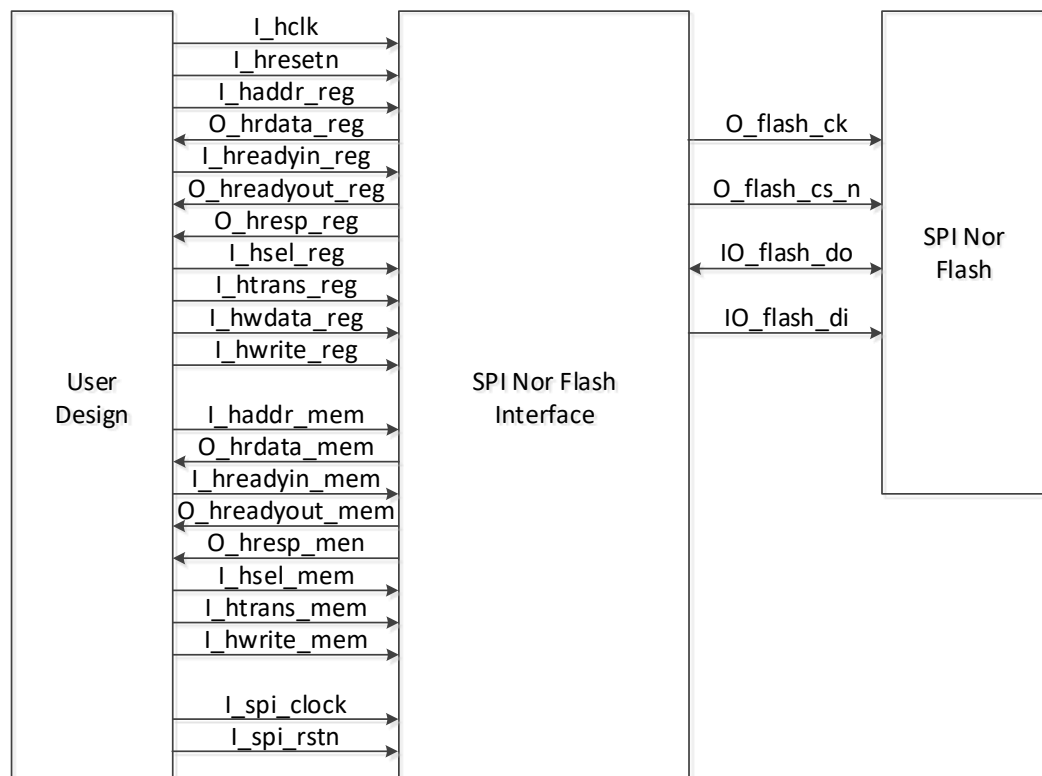 I_hclk
I_hresetn
I_haddr_reg
O_hrdata_reg
I_hreadyin_reg
O_hreadyout_reg
O_hresp_reg
I_hsel_reg
I_htrans_reg
I_hwdata_reg
I_hwrite_reg
User
Design
I_haddr_mem
O_hrdata_mem
I_hreadyin_mem
O_hreadyout_mem
O_hresp_men
I_hsel_mem
I_htrans_mem
I_hwrite_mem
I_spi_clock
I_spi_rstn
SPI Nor Flash
Interface
O_flash_ck
O_flash_cs_n
IO_flash_do
IO_flash_di
SPI Nor
Flash